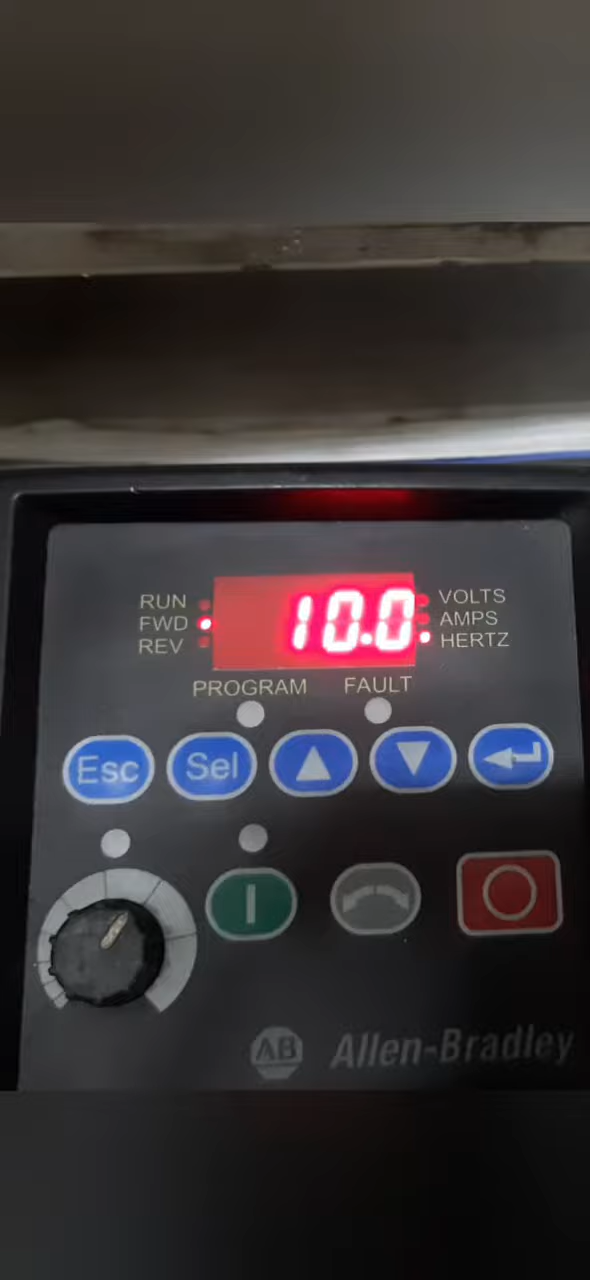 RUN
FWD
REV
10.0
VOLTS
AMPS
HERTZ
PROGRAM FAULT
Esc Sel
AB Allen-Bradley